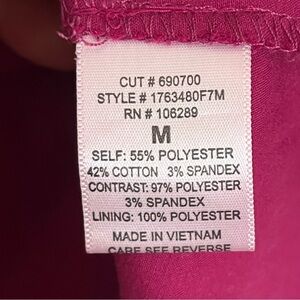 CUT # 690700
STYLE # 1763480F7M
RN # 106289
M
SELF: 55% POLYESTER
42% COTTON 3% SPANDEX
CONTRAST: 97% POLYESTER
3% SPANDEX
LINING: 100% POLYESTER
MADE IN VIETNAM
CARE SEE REVERSE